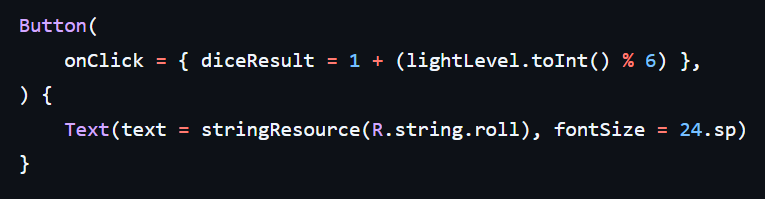 Button(
    onClick = { diceResult = 1 + (lightLevel.toInt() % 6) },
) {
    Text(text = stringResource(R.string.roll), fontSize = 24.sp)
}